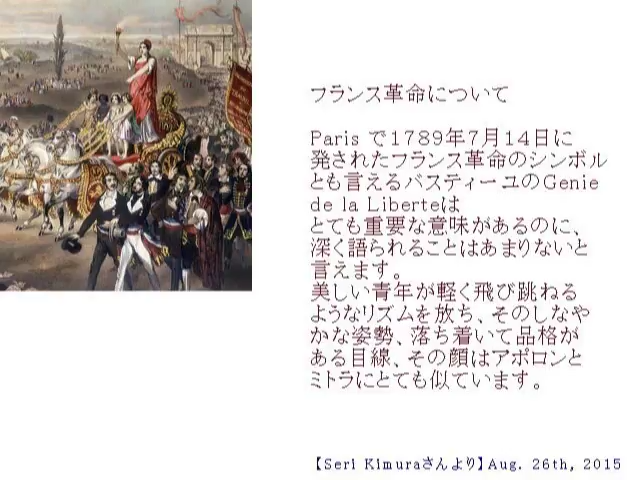 フランス革命について
Paris で1789年7月14日に
発されたフランス革命のシンボル
とも言えるバスティーユのGenie
de la Liberteは
とても重要な意味があるのに、
深く語られることはあまりないと
言えます。
美しい青年が軽く飛び跳ねる
ようなリズムを放ち、そのしなや
かな姿勢、落ち着いて品格が
ある目線、その顔はアポロンと
ミトラにとても似ています。
【Seri Kimuraさんより】Aug. 26th, 2015